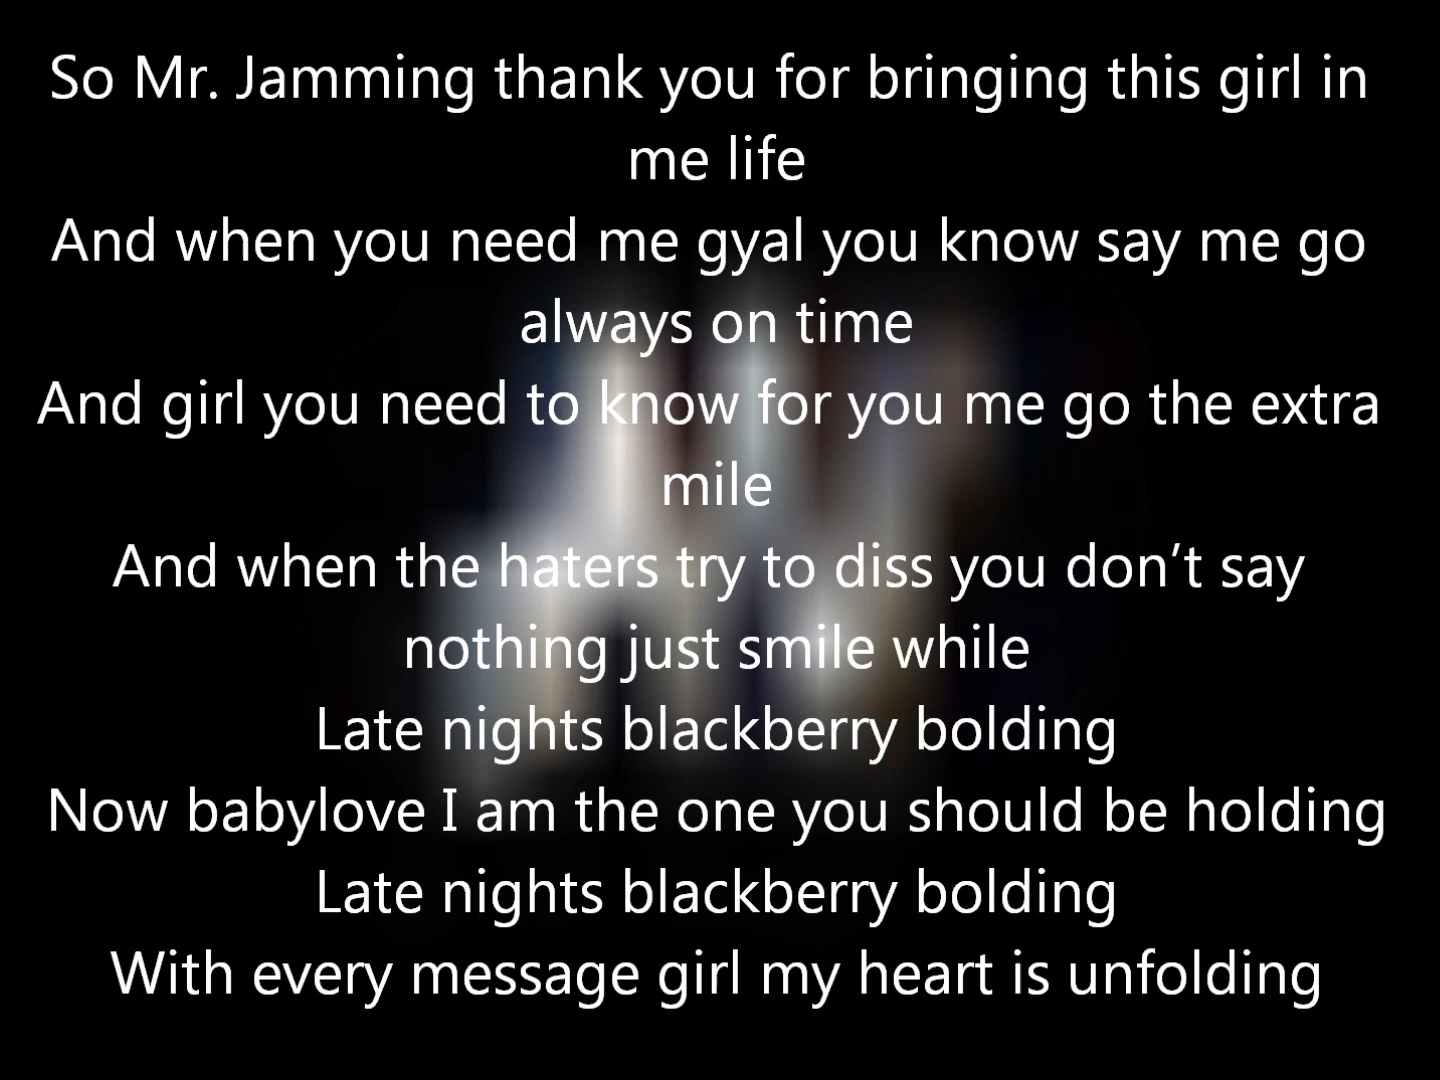 So Mr. Jamming thank you for bringing this girl in
me life
And when you need me gyal you know say me go
always on time
And girl you need to know for you me go the extra
mile
And when the haters try to diss you don’t say
nothing just smile while
Late nights blackberry bolding
Now babylove I am the one you should be holding
Late nights blackberry bolding
With every message girl my heart is unfolding